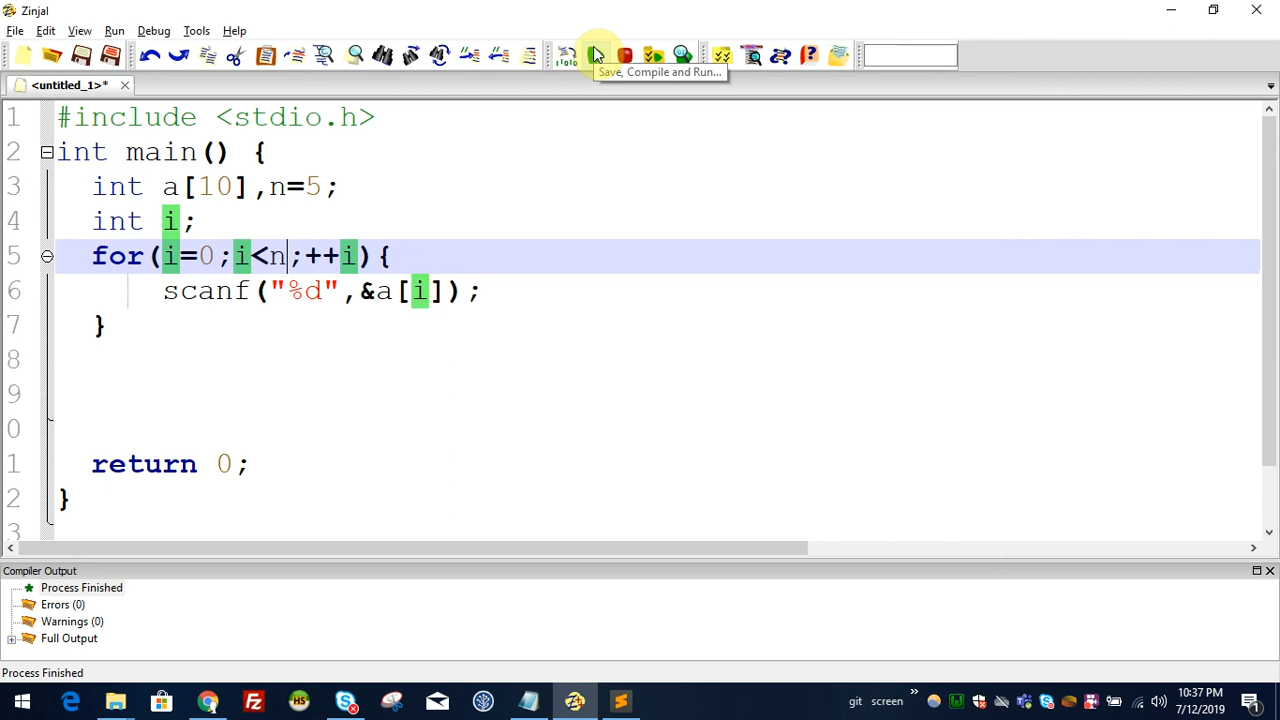 Zinjal
File Edit View Run Debug Tools Help
Save, Compile and Run...
<untitled_1>*
1 #include <stdio.h>
2 int main() {
3 int a[10],n=5;
4 int i;
5 for(i=0;i<n;++i){
6 scanf("%d",&a[i]);
7 }
8
9
0
1 return 0;
2 }
3
Compiler Output
Process Finished
Errors (0)
Warnings (0)
Full Output
Process Finished
git screen
10:37 PM
7/12/2019